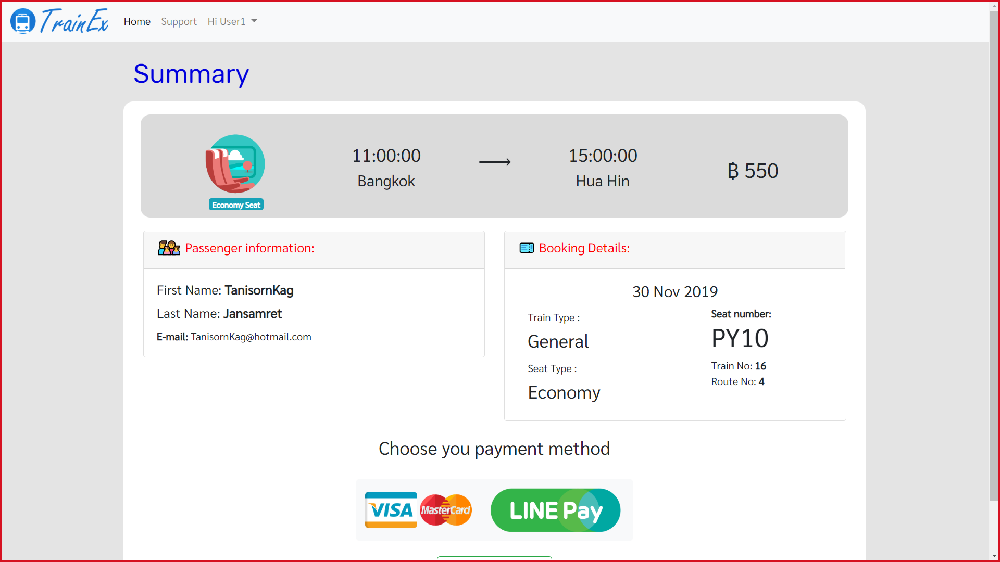 TrainEx
Home
Support
Hi User1
Summary
Economy Seat
11:00:00
Bangkok
15:00:00
Hua Hin
฿ 550
Passenger information:
First Name: TanisornKag
Last Name: Jansamret
E-mail: TanisornKag@hotmail.com
Booking Details:
30 Nov 2019
Train Type :
General
Seat Type :
Economy
Seat number:
PY10
Train No: 16
Route No: 4
Choose you payment method
VISA
MasterCard
LINE Pay